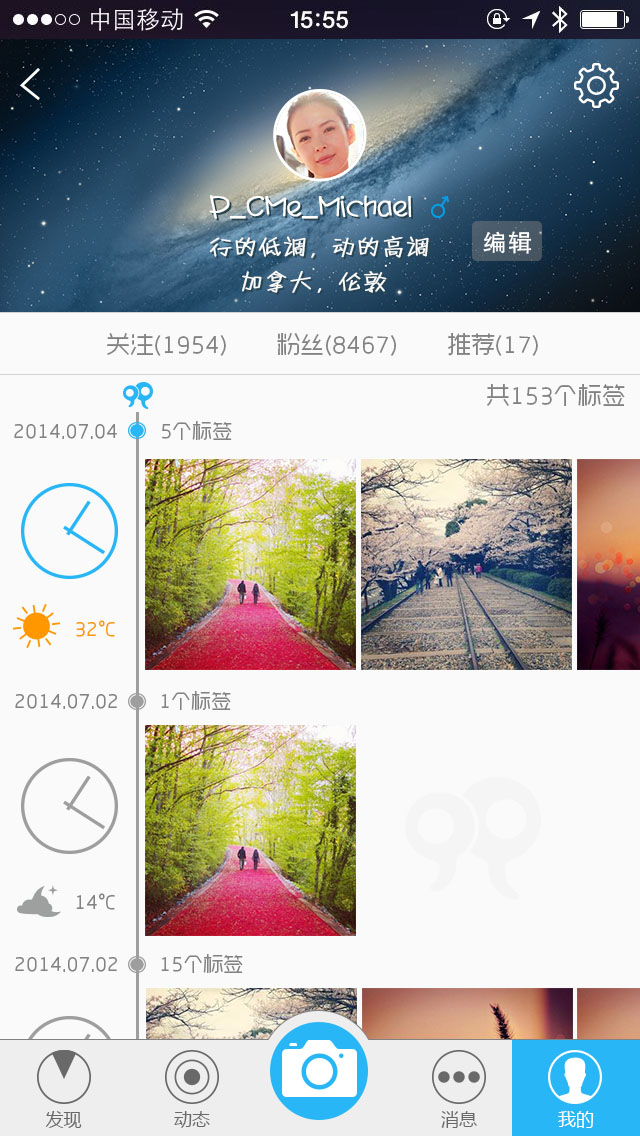 中国移动
15:55
P_CMe_Michael
行的低调，动的高调
编辑
加拿大，伦敦
关注(1954)
粉丝(8467)
推荐(17)
共153个标签
2014.07.04
5个标签
32℃
2014.07.02
1个标签
14℃
2014.07.02
15个标签
发现
动态
消息
我的